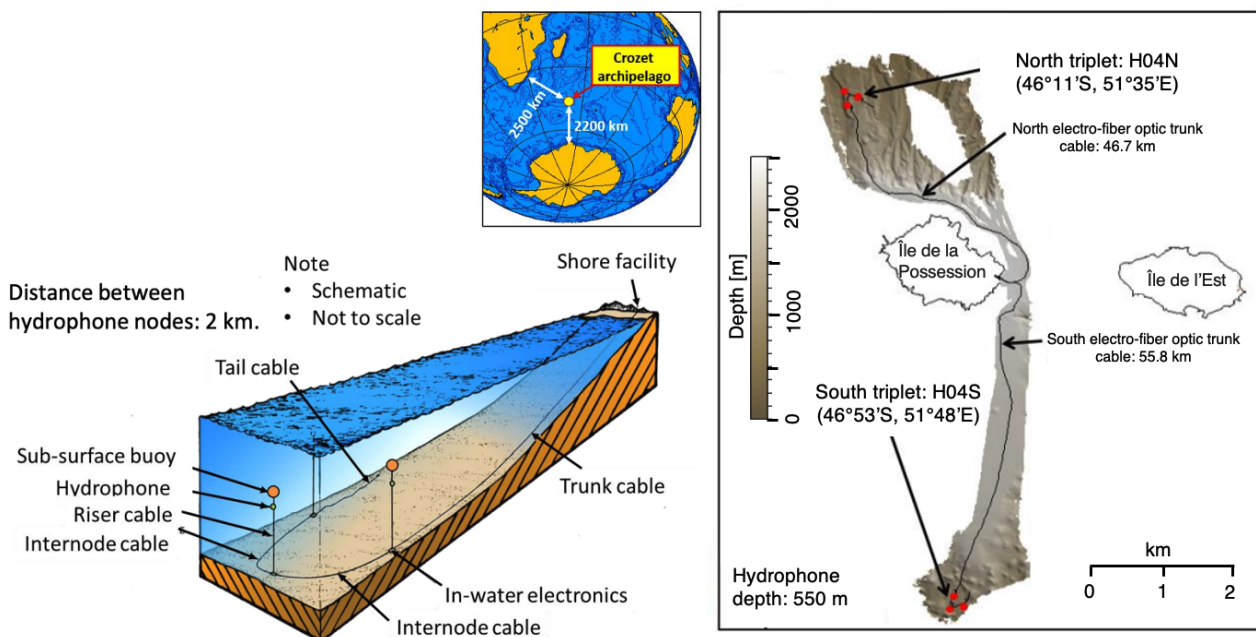 Crozet
archipelago
2500 km
2200 km
Distance between
hydrophone nodes: 2 km.
Note
• Schematic
• Not to scale
Shore facility
Tail cable
Sub-surface buoy
Hydrophone
Riser cable
Internode cable
Trunk cable
In-water electronics
Internode cable
North triplet: H04N
(46°11'S, 51°35'E)
North electro-fiber optic trunk
cable: 46.7 km
Depth [m]
2000
1000
0
Île de la
Possession
Île de l'Est
South electro-fiber optic trunk
cable: 55.8 km
South triplet: H04S
(46°53'S, 51°48'E)
Hydrophone
depth: 550 m
km
0 1 2